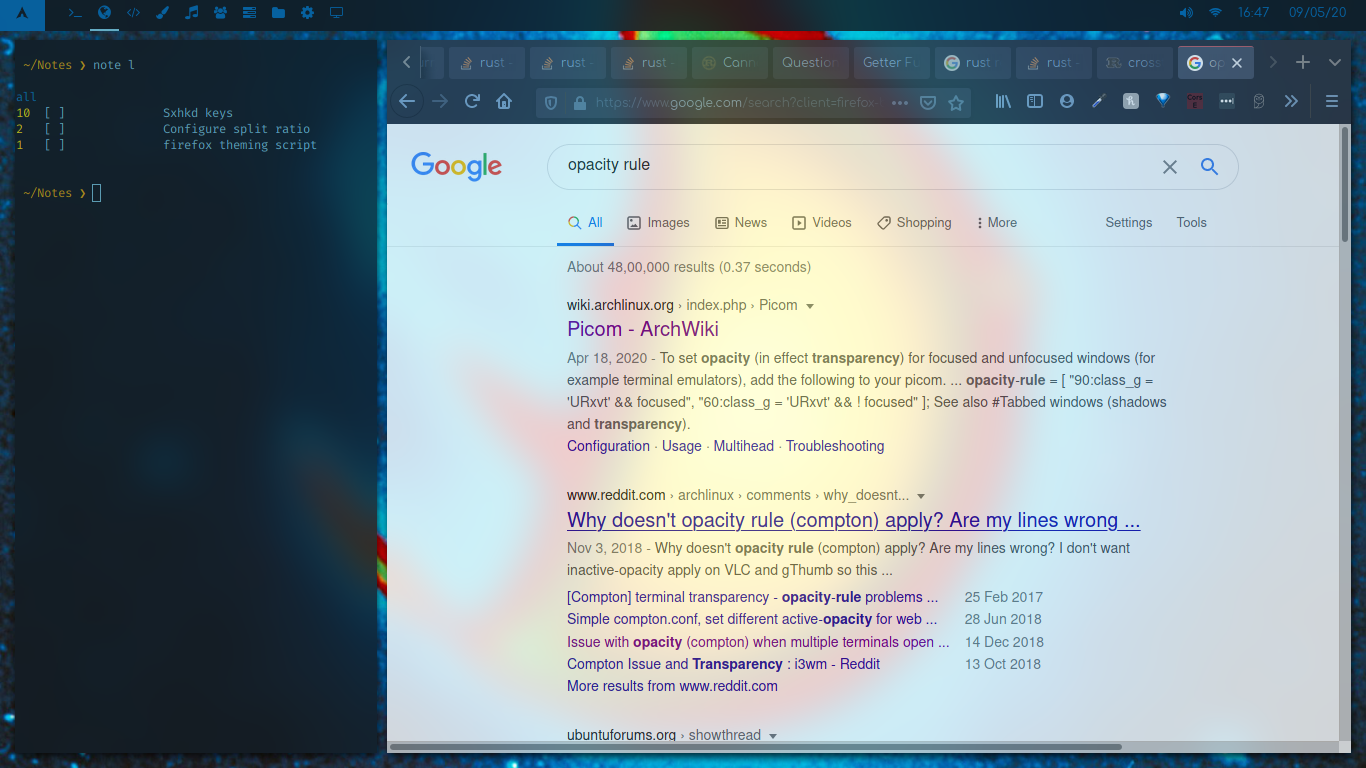 16:47 09/05/20
~/Notes ❯ note l
all
10 [ ] Sxhkd keys
2 [ ] Configure split ratio
1 [ ] firefox theming script
~/Notes ❯
rust - rust - rust - Cann Question Getter Fu rust rust - cross op
https://www.google.com/search?client=firefox-
Google
opacity rule
All Images News Videos Shopping More Settings Tools
About 48,00,000 results (0.37 seconds)
wiki.archlinux.org › index.php › Picom
Picom - ArchWiki
Apr 18, 2020 - To set opacity (in effect transparency) for focused and unfocused windows (for
example terminal emulators), add the following to your picom. ... opacity-rule = [ "90:class_g =
'URxvt' && focused", "60:class_g = 'URxvt' && ! focused" ]; See also #Tabbed windows (shadows
and transparency).
Configuration · Usage · Multihead · Troubleshooting
www.reddit.com › archlinux › comments › why_doesnt...
Why doesn't opacity rule (compton) apply? Are my lines wrong ...
Nov 3, 2018 - Why doesn't opacity rule (compton) apply? Are my lines wrong? I don't want
inactive-opacity apply on VLC and gThumb so this ...
[Compton] terminal transparency - opacity-rule problems ... 25 Feb 2017
Simple compton.conf, set different active-opacity for web ... 28 Jun 2018
Issue with opacity (compton) when multiple terminals open ... 14 Dec 2018
Compton Issue and Transparency : i3wm - Reddit 13 Oct 2018
More results from www.reddit.com
ubuntuforums.org › showthread